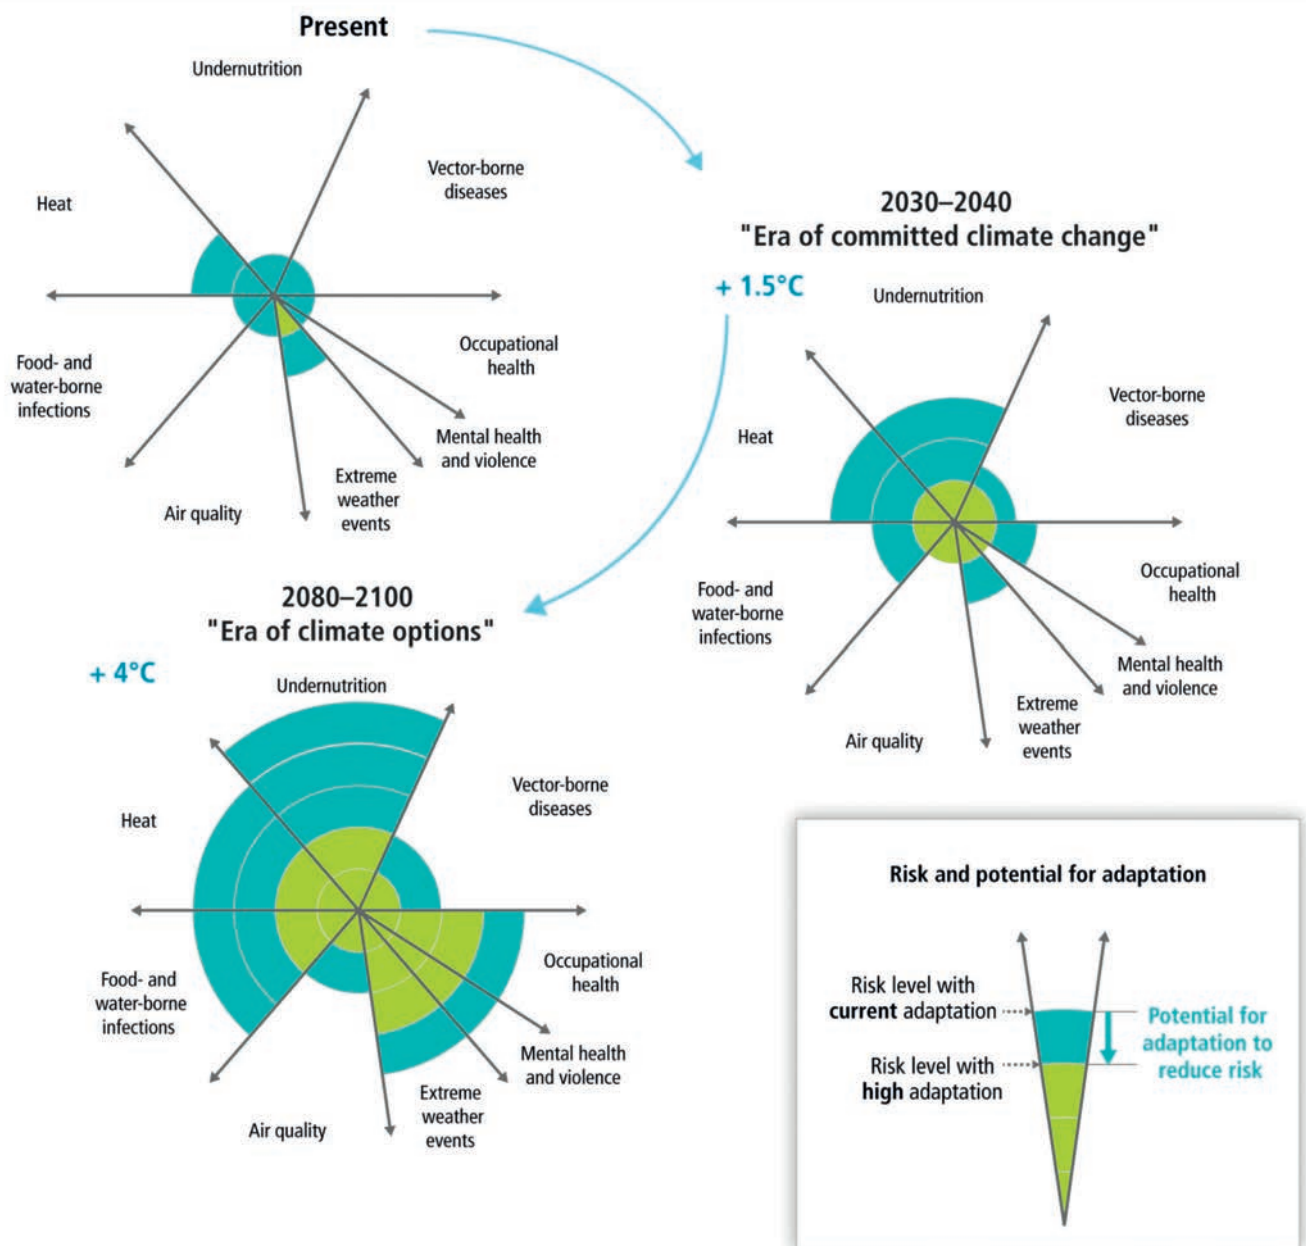 Present
Undernutrition
Vector-borne
diseases
Heat
Occupational
health
Food- and
water-borne
infections
Mental health
and violence
Extreme
weather
events
Air quality
2030–2040
"Era of committed climate change"
+ 1.5°C
Undernutrition
Vector-borne
diseases
Heat
Occupational
health
Food- and
water-borne
infections
Mental health
and violence
Extreme
weather
events
Air quality
2080–2100
"Era of climate options"
+ 4°C
Undernutrition
Vector-borne
diseases
Heat
Occupational
health
Food- and
water-borne
infections
Mental health
and violence
Extreme
weather
events
Air quality
Risk and potential for adaptation
Risk level with
current adaptation
Risk level with
high adaptation
Potential for
adaptation to
reduce risk